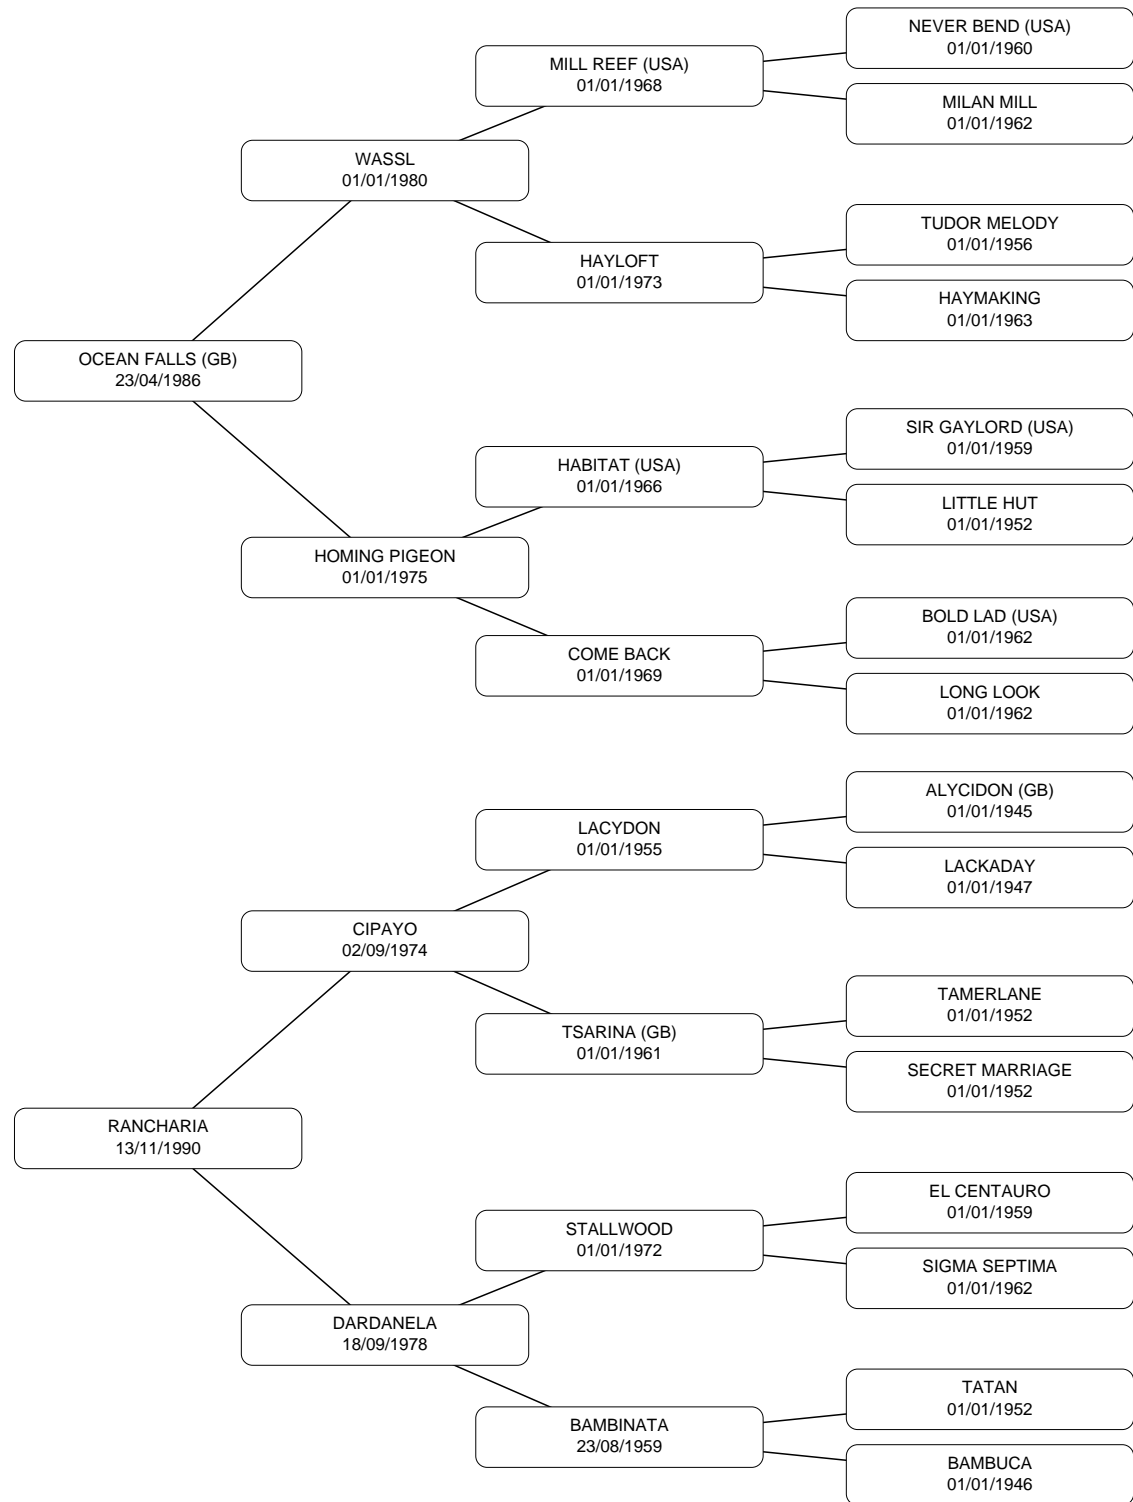 NEVER BEND (USA)
01/01/1960
MILL REEF (USA)
01/01/1968
MILAN MILL
01/01/1962
WASSL
01/01/1980
TUDOR MELODY
01/01/1956
HAYLOFT
01/01/1973
HAYMAKING
01/01/1963
OCEAN FALLS (GB)
23/04/1986
SIR GAYLORD (USA)
01/01/1959
HABITAT (USA)
01/01/1966
LITTLE HUT
01/01/1952
HOMING PIGEON
01/01/1975
BOLD LAD (USA)
01/01/1962
COME BACK
01/01/1969
LONG LOOK
01/01/1962
ALYCIDON (GB)
01/01/1945
LACYDON
01/01/1955
LACKADAY
01/01/1947
CIPAYO
02/09/1974
TAMERLANE
01/01/1952
TSARINA (GB)
01/01/1961
SECRET MARRIAGE
01/01/1952
RANCHARIA
13/11/1990
EL CENTAURO
01/01/1959
STALLWOOD
01/01/1972
SIGMA SEPTIMA
01/01/1962
DARDANELA
18/09/1978
TATAN
01/01/1952
BAMBINATA
23/08/1959
BAMBUCA
01/01/1946